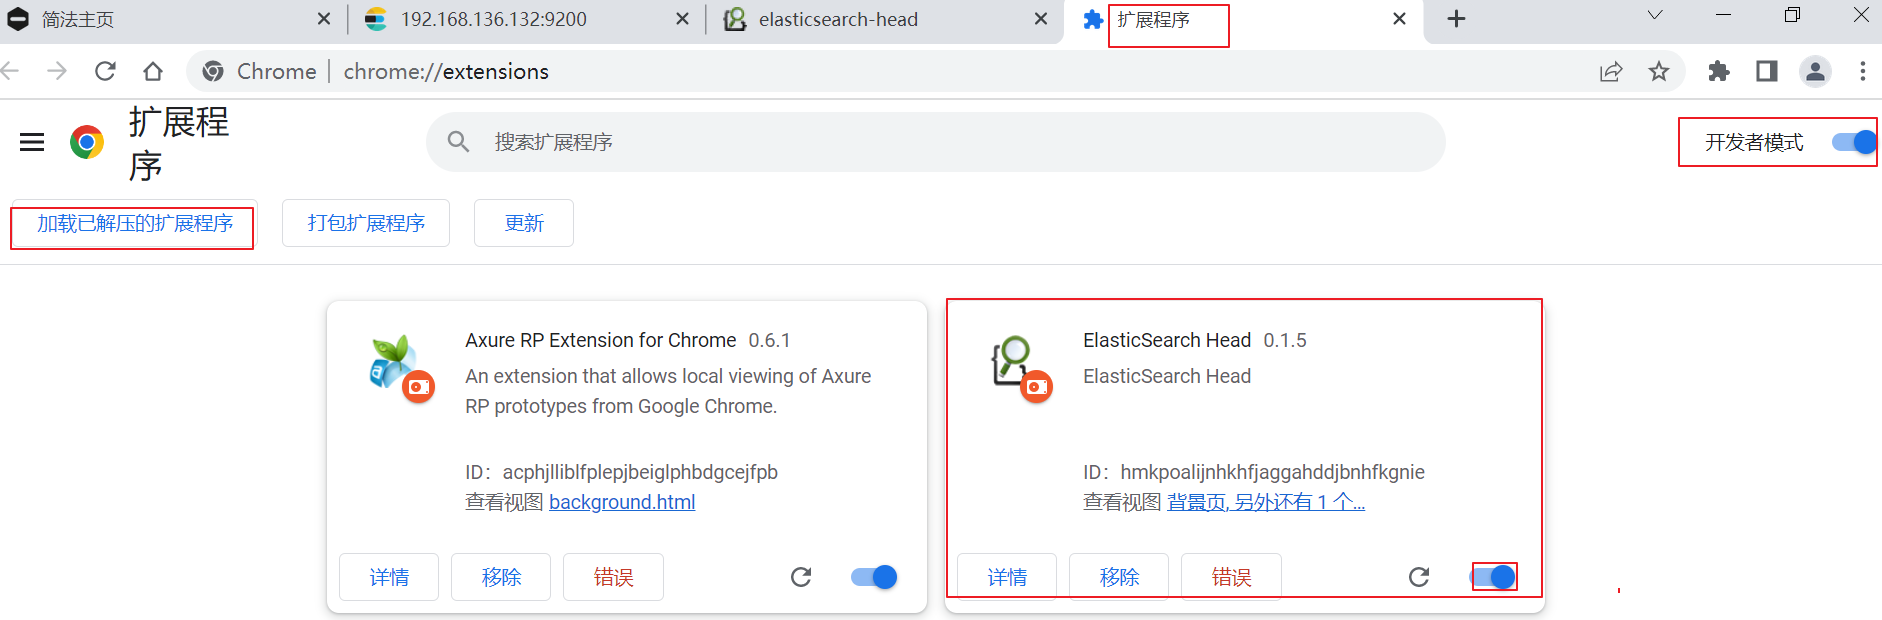 简法主页
192.168.136.132:9200
elasticsearch-head
扩展程序
Chrome
chrome://extensions
扩展程
序
搜索扩展程序
开发者模式
加载已解压的扩展程序
打包扩展程序
更新
Axure RP Extension for Chrome 0.6.1
An extension that allows local viewing of Axure
RP prototypes from Google Chrome.
ID：acphjlliblfplepjbeiglphbdgcejfpb
查看视图 background.html
详情
移除
错误
ElasticSearch Head 0.1.5
ElasticSearch Head
ID：hmkpoalijnhkhfjaggahddjbnhfkgnie
查看视图 背景页, 另外还有 1 个...
详情
移除
错误